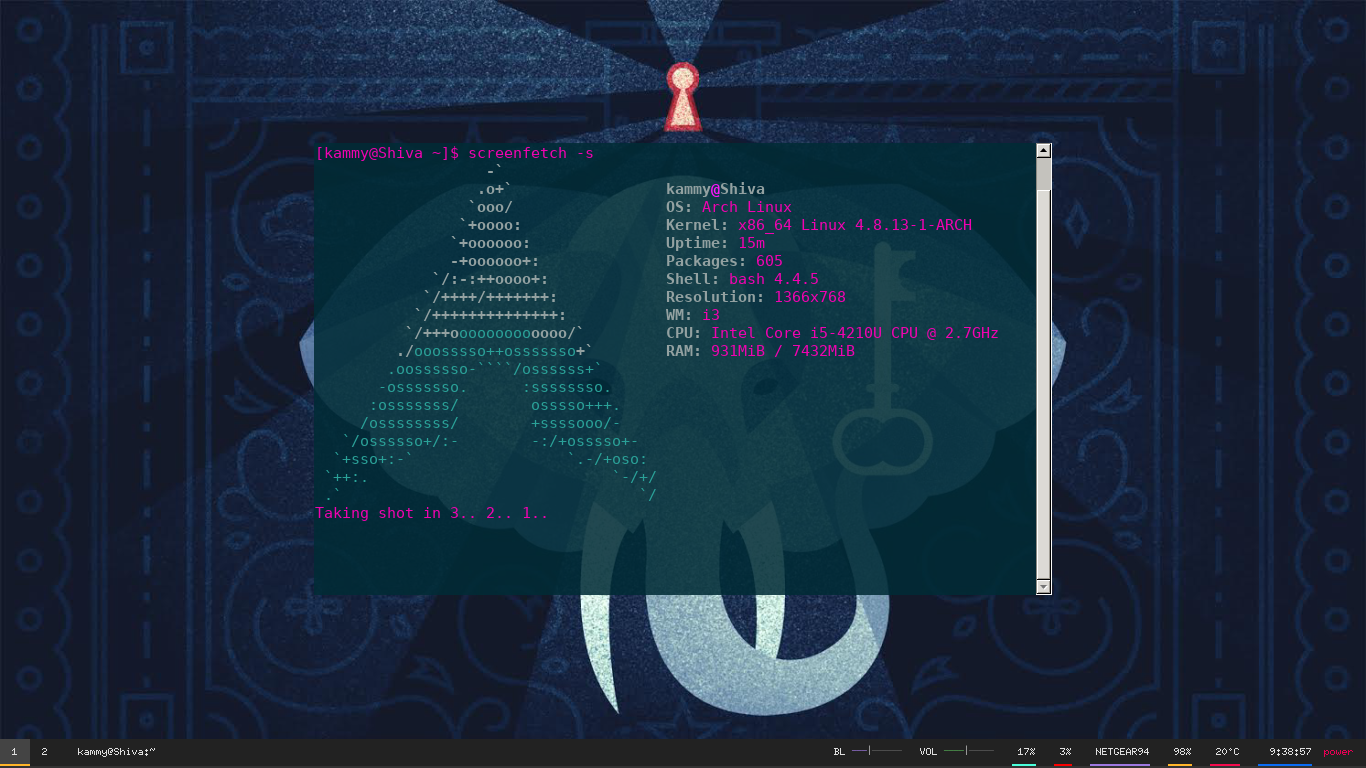 [kammy@Shiva ~]$ screenfetch -s
-`
.o+`
`ooo/
`+oooo:
`+oooooo:
-+oooooo+:
`/:-:++oooo+:
`/++++/+++++++:
`/++++++++++++++:
`/+++ooooooooooooo/`
./ooosssso++osssssso+`
.oossssso-````/ossssss+`
-osssssso. :ssssssso.
:osssssss/ osssso+++.
/ossssssss/ +ssssooo/-
`/ossssso+/:- -:/+osssso+-
`+sso+:-` `.-/+oso:
`++:. `-/+/
.` `/
kammy@Shiva
OS: Arch Linux
Kernel: x86_64 Linux 4.8.13-1-ARCH
Uptime: 15m
Packages: 605
Shell: bash 4.4.5
Resolution: 1366x768
WM: i3
CPU: Intel Core i5-4210U CPU @ 2.7GHz
RAM: 931MiB / 7432MiB
Taking shot in 3.. 2.. 1..
1 2 kammy@Shiva:~ BL VOL 17% 3% NETGEAR94 98% 20°C 9:38:57 power